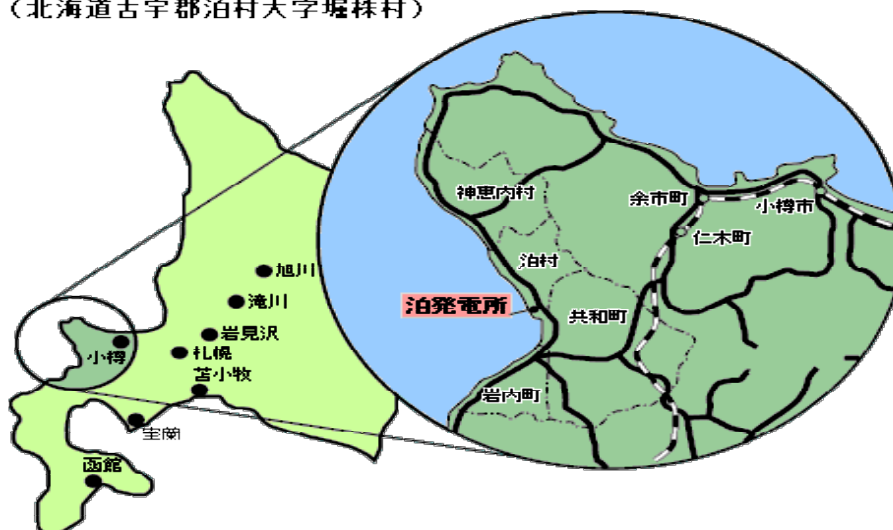 （北海道古宇郡泊村大字堀株村）
神恵内村
余市町
小樽市
仁木町
泊村
泊発電所
共和町
岩内町
旭川
滝川
岩見沢
小樽
札幌
苫小牧
室蘭
函館